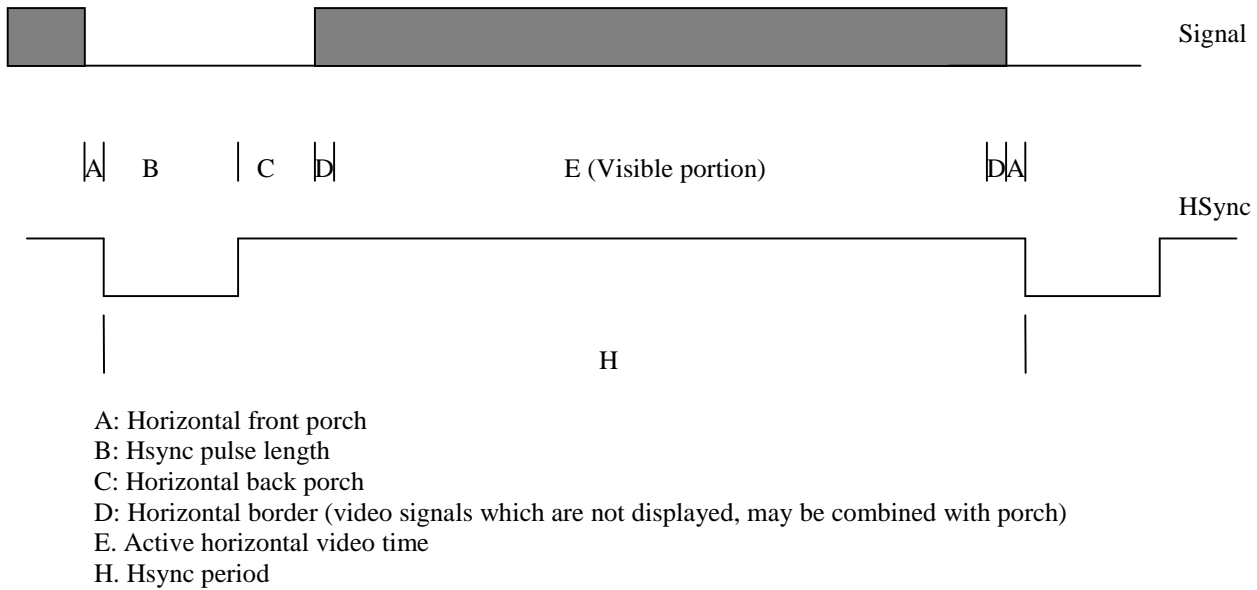 Signal
A B C D E (Visible portion) D A
HSync
H
A: Horizontal front porch
B: Hsync pulse length
C: Horizontal back porch
D: Horizontal border (video signals which are not displayed, may be combined with porch)
E. Active horizontal video time
H. Hsync period